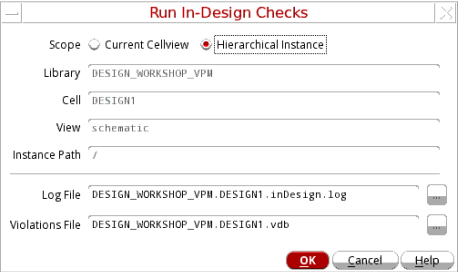 Run In-Design Checks
Scope Current Cellview Hierarchical Instance
Library DESIGN_WORKSHOP_VPM
Cell DESIGN1
View schematic
Instance Path /
Log File DESIGN_WORKSHOP_VPM.DESIGN1.inDesign.log ...
Violations File DESIGN_WORKSHOP_VPM.DESIGN1.vdb ...
OK Cancel Help